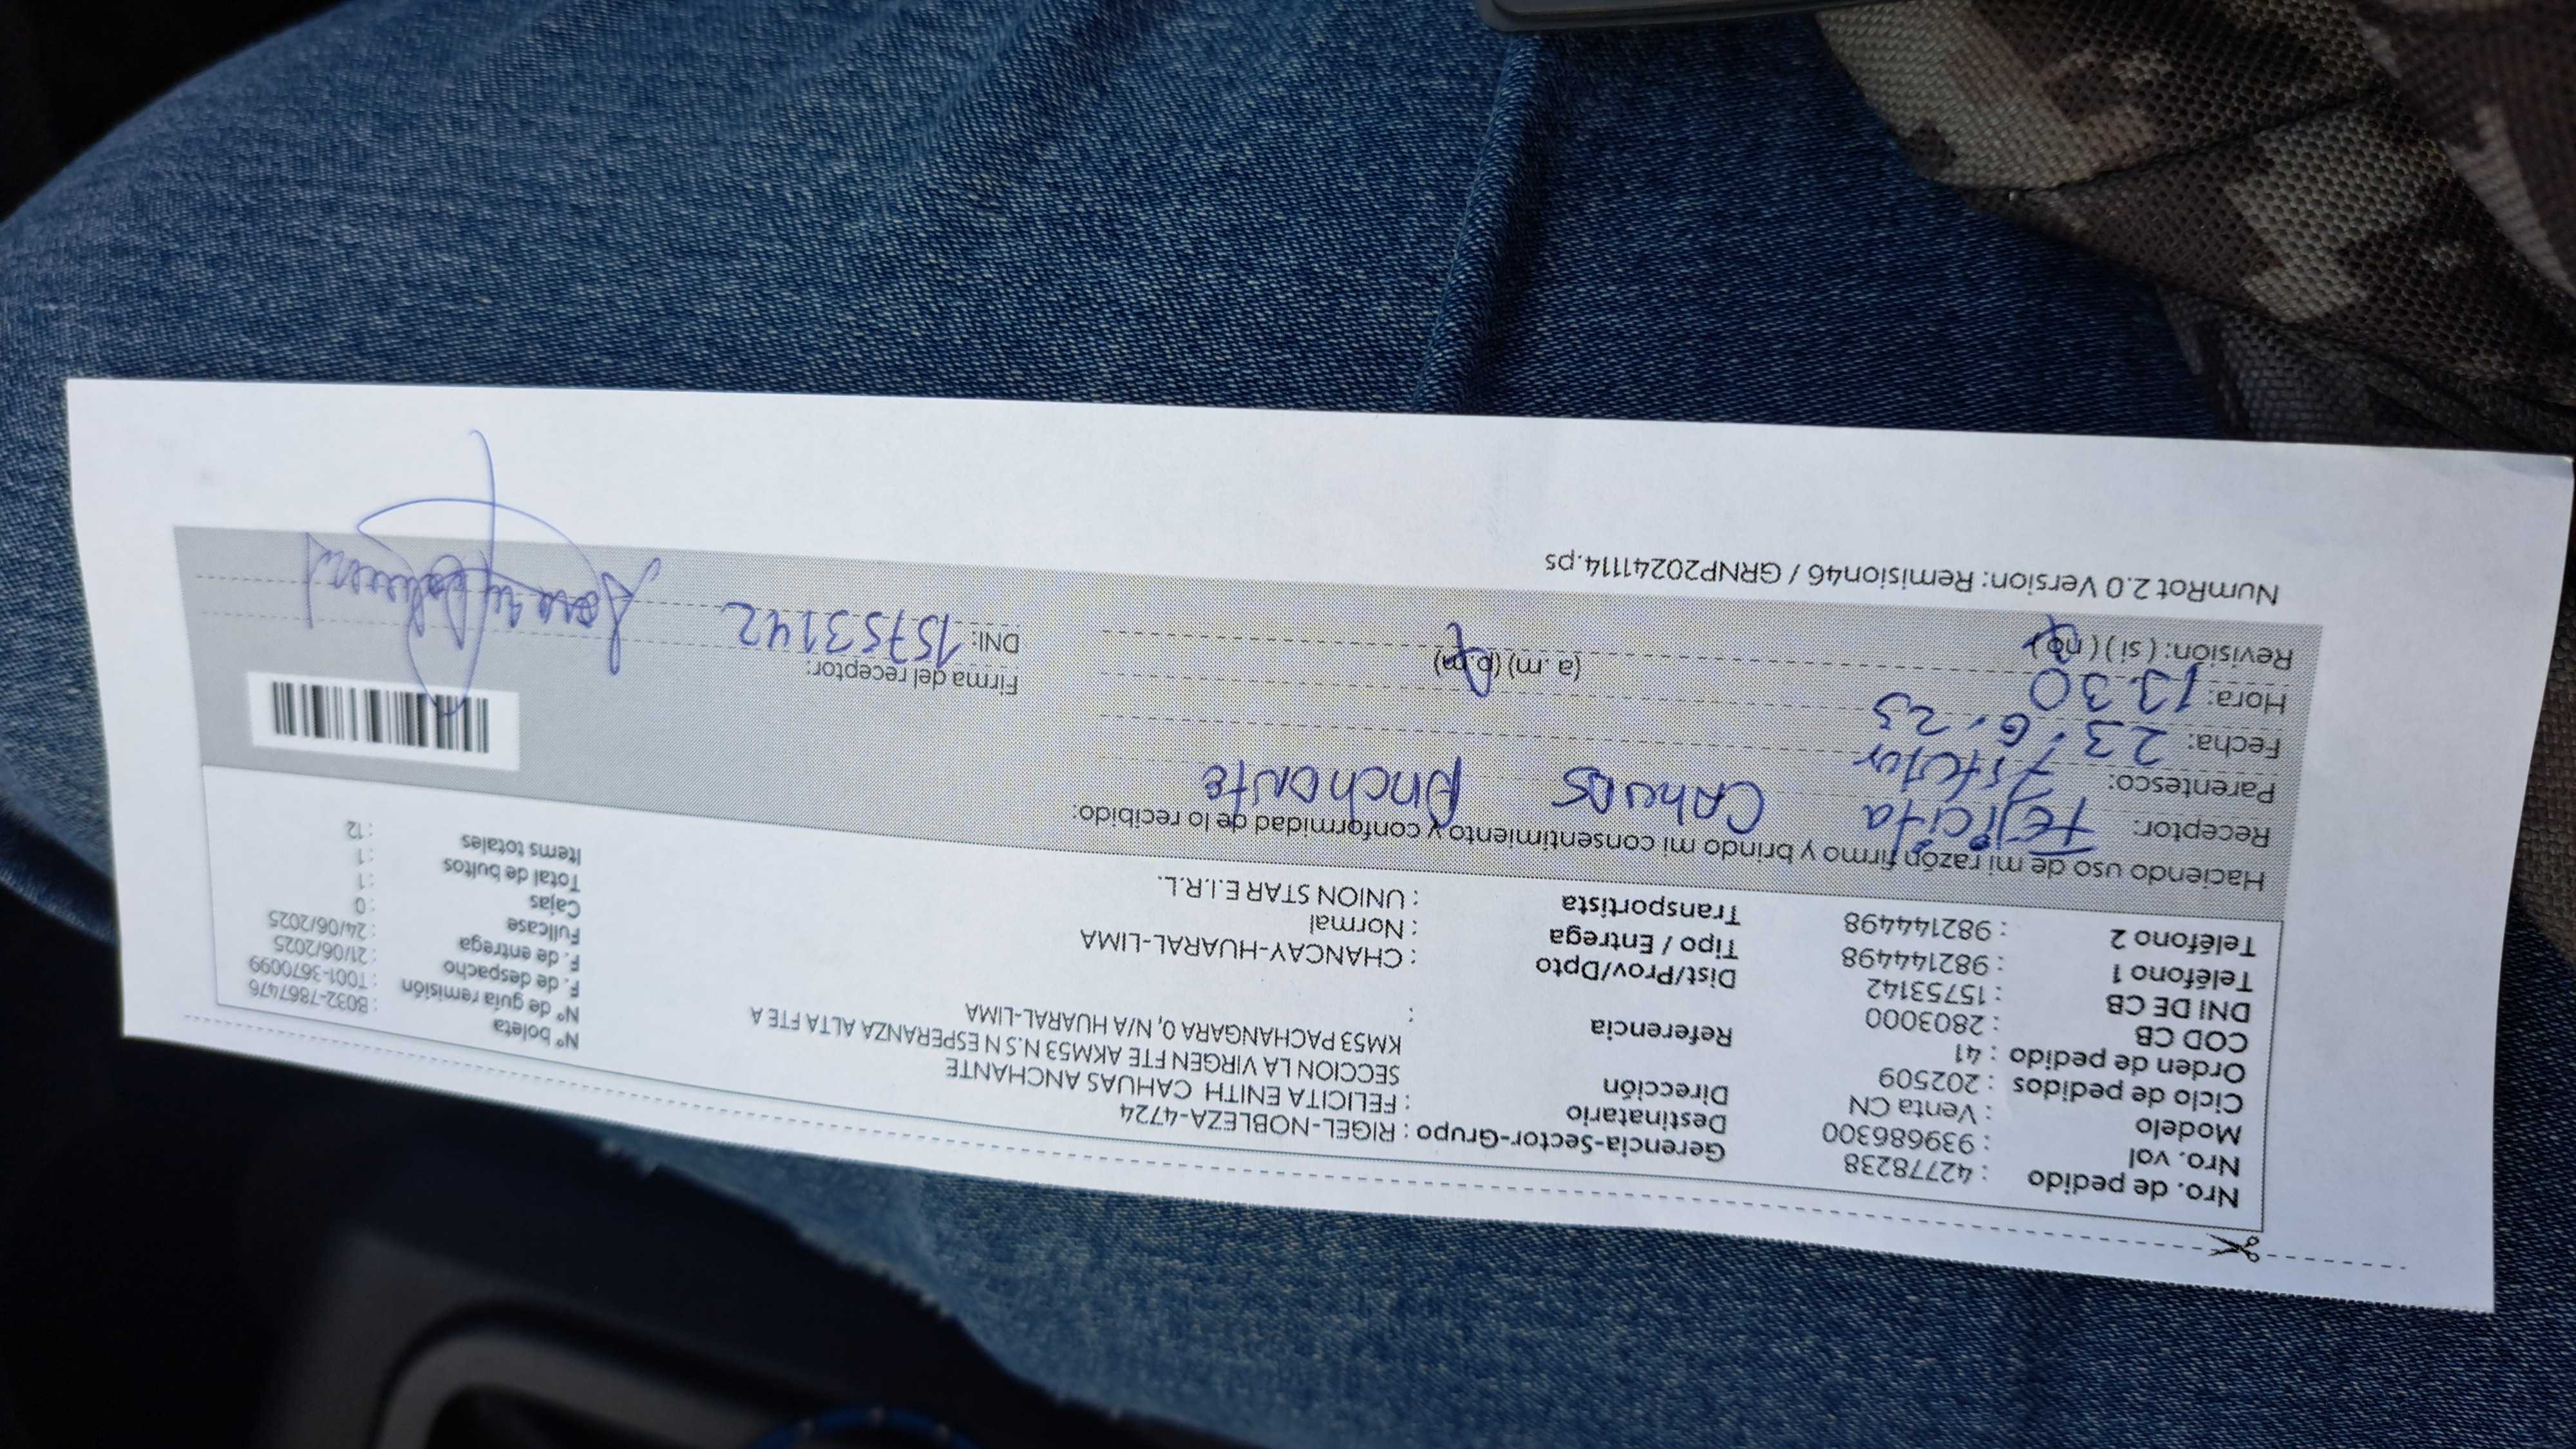 Nro. de pedido : 42778238
Nro. vol : 939686300
Modelo : Venta CN
Ciclo de pedidos : 202509
Orden de pedido : 41
COD CB : 2803000
DNI DE CB : 15753142
Teléfono 1 : 982144498
Teléfono 2 : 982144498
Gerencia-Sector-Grupo : RIGEL-NOBLEZA-4724
Destinatario : FELICITA ENITH CAHUAS ANCHANTE
Dirección SECCION LA VIRGEN FTE AKM53 N.S N ESPERANZA ALTA FTE A
KM53 PACHANGARA 0, N/A HUARAL-LIMA
Referencia :
Dist/Prov/Dpto : CHANCAY-HUARAL-LIMA
Tipo / Entrega : Normal
Transportista : UNION STAR E.I.R.L.
Nº boleta : B032-7867476
Nº de guía remisión : T001-3670099
F. de despacho : 21/06/2025
F. de entrega : 24/06/2025
Fullcase : 0
Cajas : 1
Total de bultos : 1
Items totales : 12
Haciendo uso de mi razón firmo y brindo mi consentimiento y conformidad de lo recibido:
Receptor: Felicita Cahuas Anchante
Parentesco:
Fecha: 23. 6. 25
Hora: 13.30 (a. m) (p.m)
Revisión: ( si ) ( no )
Firma del receptor:
DNI: 15753142
NumRot 2.0 Version: Remision46 / GRNP20241114.ps